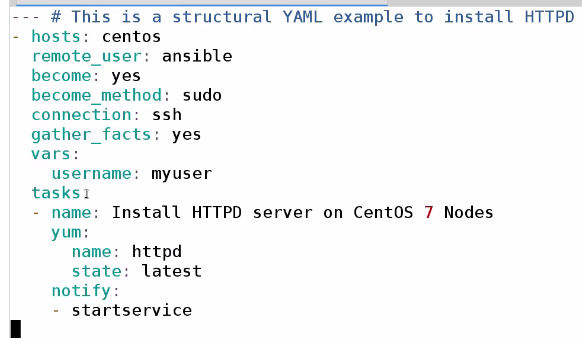 --- # This is a structural YAML example to install HTTPD
- hosts: centos
  remote_user: ansible
  become: yes
  become_method: sudo
  connection: ssh
  gather_facts: yes
  vars:
    username: myuser
  tasks:
  - name: Install HTTPD server on CentOS 7 Nodes
    yum:
      name: httpd
      state: latest
    notify:
    - startservice